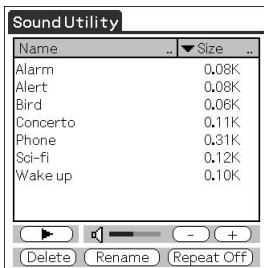 Sound Utility
Name .. ▼ Size ..
Alarm 0.08K
Alert 0.08K
Bird 0.06K
Concerto 0.11K
Phone 0.31K
Sci-fi 0.12K
Wake up 0.10K
- +
Delete Rename Repeat Off